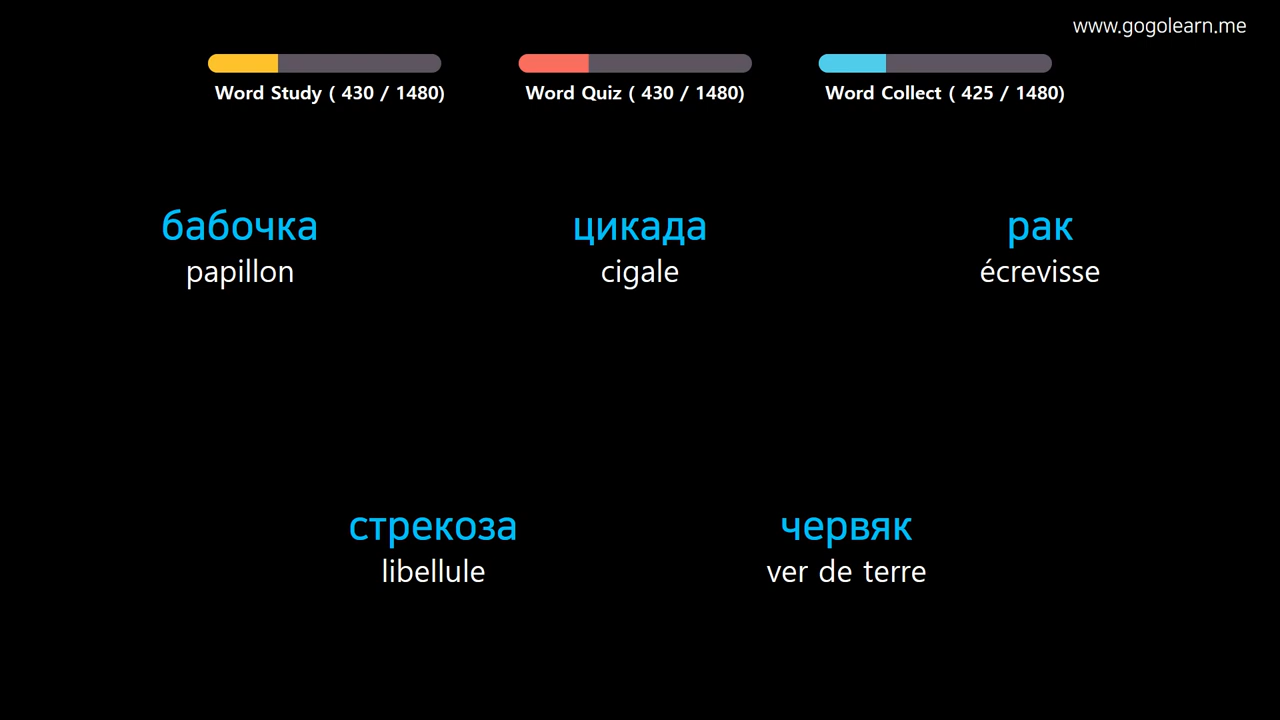 www.gogolearn.me
Word Study ( 430 / 1480)
Word Quiz ( 430 / 1480)
Word Collect ( 425 / 1480)
бабочка
papillon
цикада
cigale
рак
écrevisse
стрекоза
libellule
червяк
ver de terre